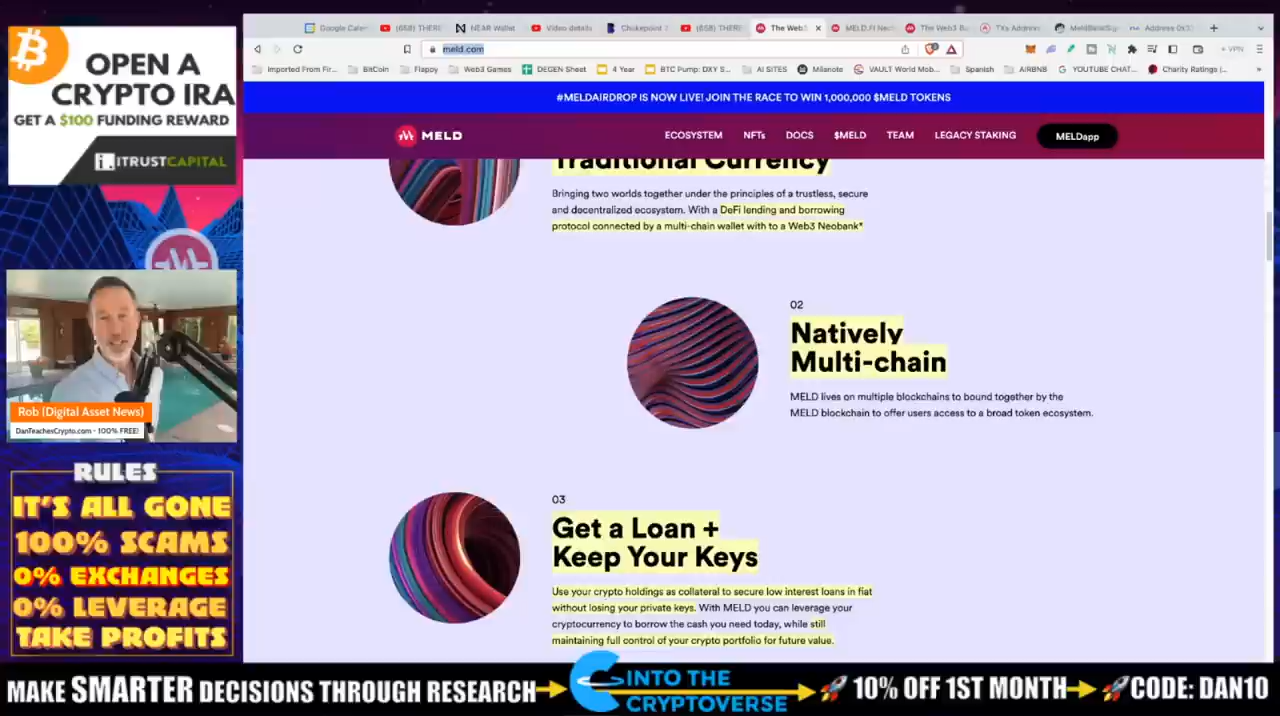 OPEN A
CRYPTO IRA
GET A $100 FUNDING REWARD
ITRUSTCAPITAL
Rob (Digital Asset News)
DanTeachesCrypto.com - 100% FREE!
RULES
IT'S ALL GONE
100% SCAMS
0% EXCHANGES
0% LEVERAGE
TAKE PROFITS
Google Calen
(658) THERE
NEAR Wallet
Video details
Chokepoint
(658) THERE
The Web3
MELD.FI Neo
The Web3 B
TXs Address
MeldBankSig
Address 0x3
meld.com
VPN
Imported From Fir...
BitCoin
Flappy
Web3 Games
DEGEN Sheet
4 Year
BTC Pump: DXY S...
AI SITES
Milanote
VAULT World Mob...
Spanish
AIRBNB
YOUTUBE CHAT...
Charity Ratings |...
#MELDAIRDROP IS NOW LIVE! JOIN THE RACE TO WIN 1,000,000 $MELD TOKENS
MELD
ECOSYSTEM
NFTs
DOCS
$MELD
TEAM
LEGACY STAKING
MELDapp
Traditional Currency
Bringing two worlds together under the principles of a trustless, secure
and decentralized ecosystem. With a DeFi lending and borrowing
protocol connected by a multi-chain wallet with to a Web3 Neobank*
02
Natively
Multi-chain
MELD lives on multiple blockchains to bound together by the
MELD blockchain to offer users access to a broad token ecosystem.
03
Get a Loan +
Keep Your Keys
Use your crypto holdings as collateral to secure low interest loans in fiat
without losing your private keys. With MELD you can leverage your
cryptocurrency to borrow the cash you need today, while still
maintaining full control of your crypto portfolio for future value.
MAKE SMARTER DECISIONS THROUGH RESEARCH
INTO THE
CRYPTOVERSE
10% OFF 1ST MONTH
CODE: DAN10